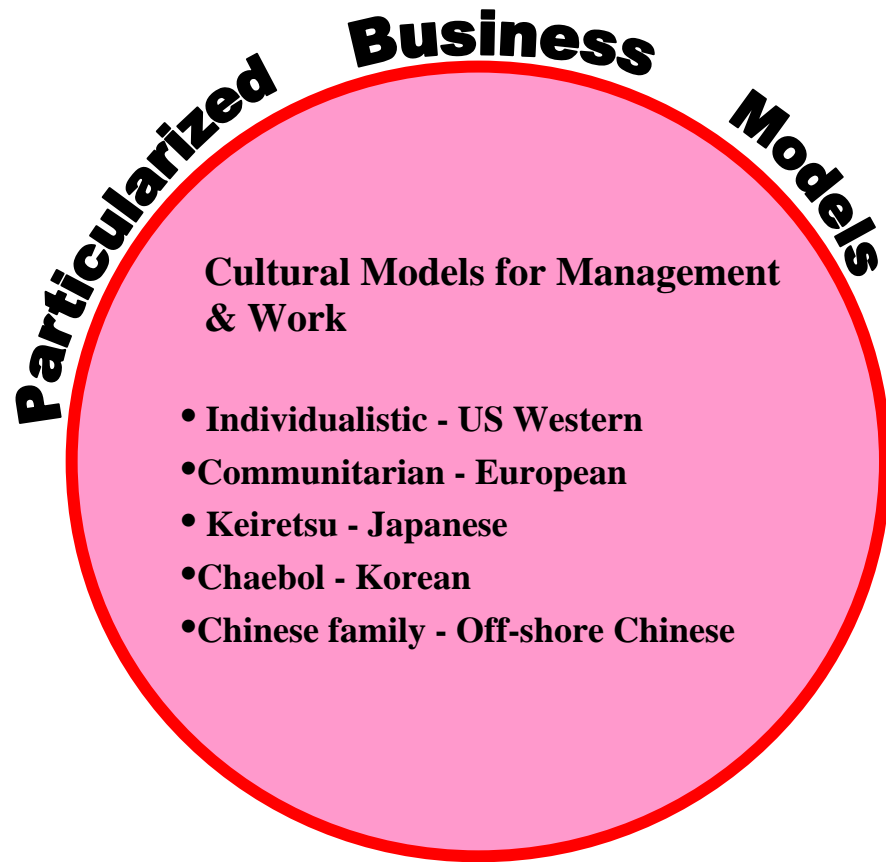 Particularized Business Models
Cultural Models for Management
& Work
• Individualistic - US Western
•Communitarian - European
• Keiretsu - Japanese
•Chaebol - Korean
•Chinese family - Off-shore Chinese